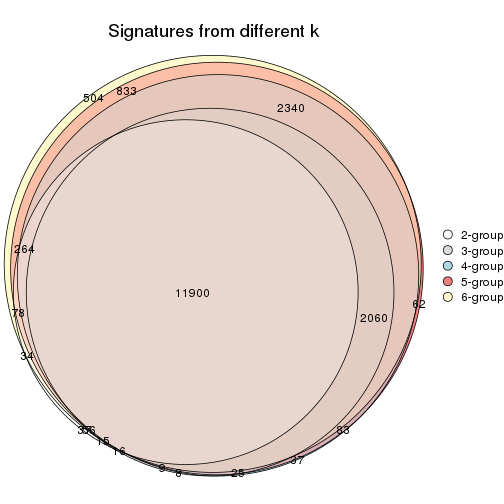 Signatures from different k
504
833
2340
264
11900
78
62
2060
34
83
15
16
9
8
25
37
2-group
3-group
4-group
5-group
6-group